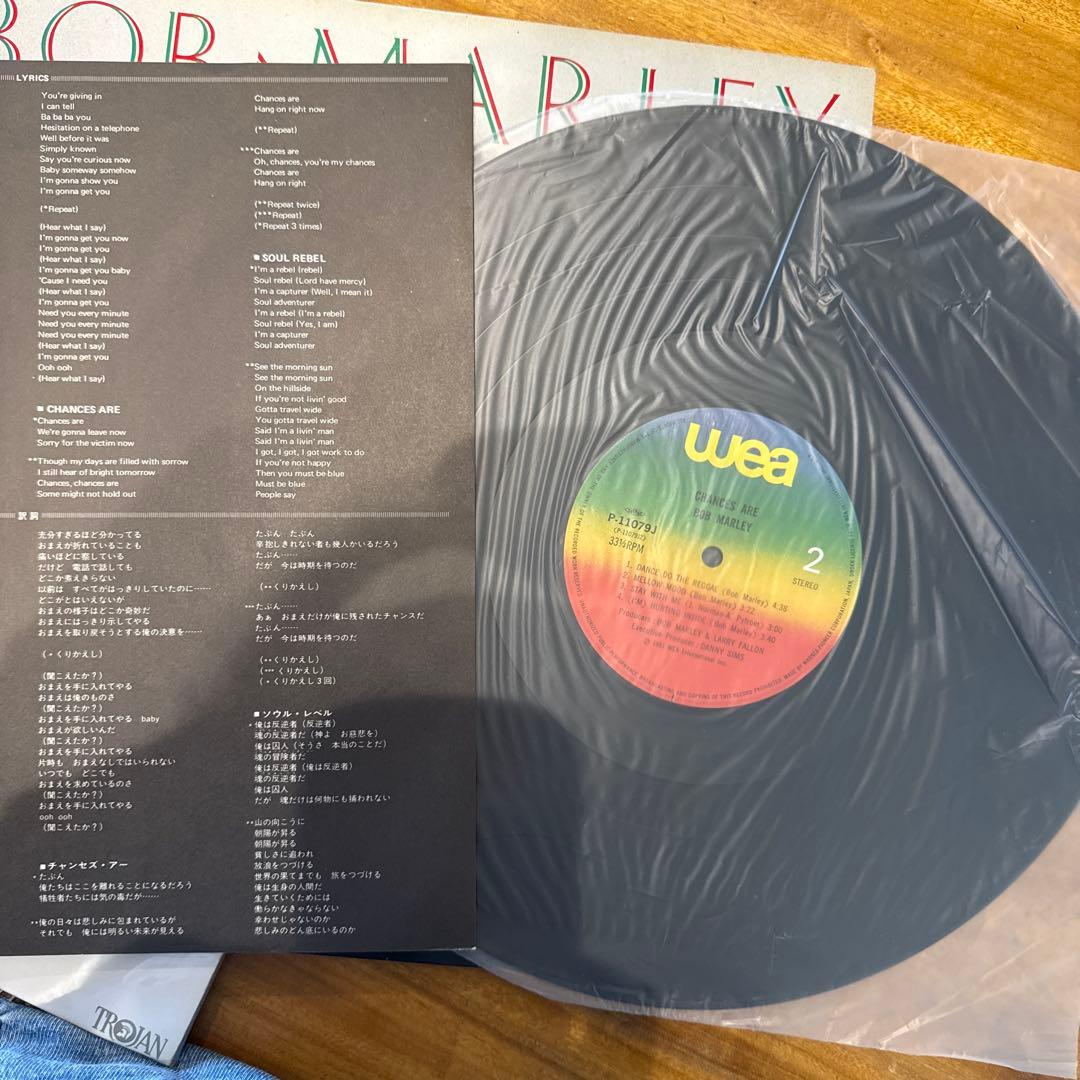 BOB MARLEY
LYRICS
You're giving in
I can tell
Ba ba ba you
Hesitation on a telephone
Well before it was
Simply known
Say you're curious now
Baby someway somehow
I'm gonna show you
I'm gonna get you
(*Repeat)
(Hear what I say)
I'm gonna get you now
I'm gonna get you
(Hear what I say)
I'm gonna get you baby
'Cause I need you
(Hear what I say)
I'm gonna get you
Need you every minute
Need you every minute
Need you every minute
(Hear what I say)
I'm gonna get you
Ooh ooh
(Hear what I say)
■ CHANCES ARE
*Chances are
We're gonna leave now
Sorry for the victim now
**Though my days are filled with sorrow
I still hear of bright tomorrow
Chances, chances are
Some might not hold out
Chances are
Hang on right now
(**Repeat)
***Chances are
Oh, chances, you're my chances
Chances are
Hang on right
(**Repeat twice)
(***Repeat)
(*Repeat 3 times)
■ SOUL REBEL
*I'm a rebel (rebel)
Soul rebel (Lord have mercy)
I'm a capturer (Well, I mean it)
Soul adventurer
I'm a rebel (I'm a rebel)
Soul rebel (Yes, I am)
I'm a capturer
Soul adventurer
**See the morning sun
See the morning sun
On the hillside
If you're not livin' good
Gotta travel wide
You gotta travel wide
Said I'm a livin' man
Said I'm a livin' man
I got, I got, I got work to do
If you're not happy
Then you must be blue
Must be blue
People say
訳詞
充分すぎるほど分かってる
おまえが折れていることも
痛いほどに察している
だけど 電話で話しても
どこか煮えきらない
以前は すべてがはっきりしていたのに……
どこがとはいえないが
おまえの様子はどこか奇妙だ
おまえにはっきり示してやる
おまえを取り戻そうとする俺の決意を……
(*くりかえし)
(聞こえたか?)
おまえを手に入れてやる
おまえは俺のものさ
(聞こえたか?)
おまえを手に入れてやる baby
おまえが欲しいんだ
(聞こえたか?)
おまえを手に入れてやる
片時も おまえなしではいられない
いつでも どこでも
おまえを求めているのさ
(聞こえたか?)
おまえを手に入れてやる
ooh ooh
(聞こえたか?)
■チャンセズ・アー
*たぶん
俺たちはここを離れることになるだろう
犠牲者たちには気の毒だが……
**俺の日々は悲しみに包まれているが
それでも 俺には明るい未来が見える
たぶん たぶん
辛抱しきれない者も幾人かいるだろう
たぶん……
だが 今は時期を待つのだ
(**くりかえし)
***たぶん……
あぁ おまえだけが俺に残されたチャンスだ
たぶん……
だが 今は時期を待つのだ
(**くりかえし)
(***くりかえし)
(*くりかえし3回)
■ソウル・レベル
*俺は反逆者(反逆者)
魂の反逆者だ(神よ お慈悲を)
俺は囚人(そうさ 本当のことだ)
魂の冒険者だ
俺は反逆者(俺は反逆者)
魂の反逆者だ
俺は囚人
だが 魂だけは何物にも捕われない
**山の向こうに
朝陽が昇る
朝陽が昇る
貧しさに追われ
放浪をつづける
世界の果てまでも 旅をつづける
俺は生身の人間だ
生きていくためには
働らかなきゃならない
幸わせじゃないのか
悲しみのどん底にいるのか
wea
CHANCES ARE
BOB MARLEY
P-11079J
(P-11079J2)
33⅓RPM
2
STEREO
1. DANCE DO THE REGGAE (Bob Marley) 4:35
2. MELLOW MOOD (Bob Marley) 3:22
3. STAY WITH ME (J. Norman-A. Pyfrom) 3:00
4. (I'M) HURTING INSIDE (Bob Marley) 3:40
Producers: BOB MARLEY & LARRY FALLON
Executive Producer: DANNY SIMS
℗ 1981 WEA International Inc.
TROJAN